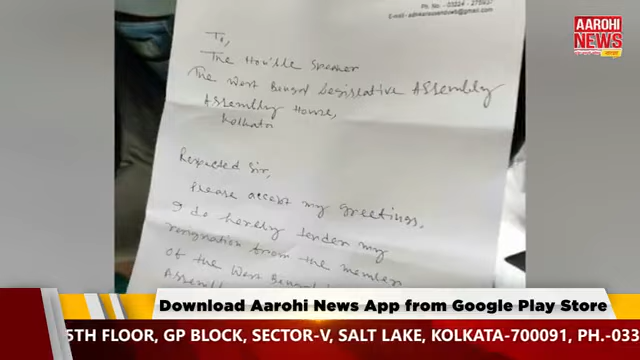 Ph. No. - 03224 - 275937
E-mail - adhikarisuvenduwb@gmail.com
AAROHI
NEWS
To,
The Hon'ble Speaker
The West Bengal Legislative Assembly
Assembly House,
Kolkata
Respected Sir,
Please accept my greetings.
I do hereby tender my
resignation from the member
of the West Bengal
Assembly
Download Aarohi News App from Google Play Store
5TH FLOOR, GP BLOCK, SECTOR-V, SALT LAKE, KOLKATA-700091, PH.-033